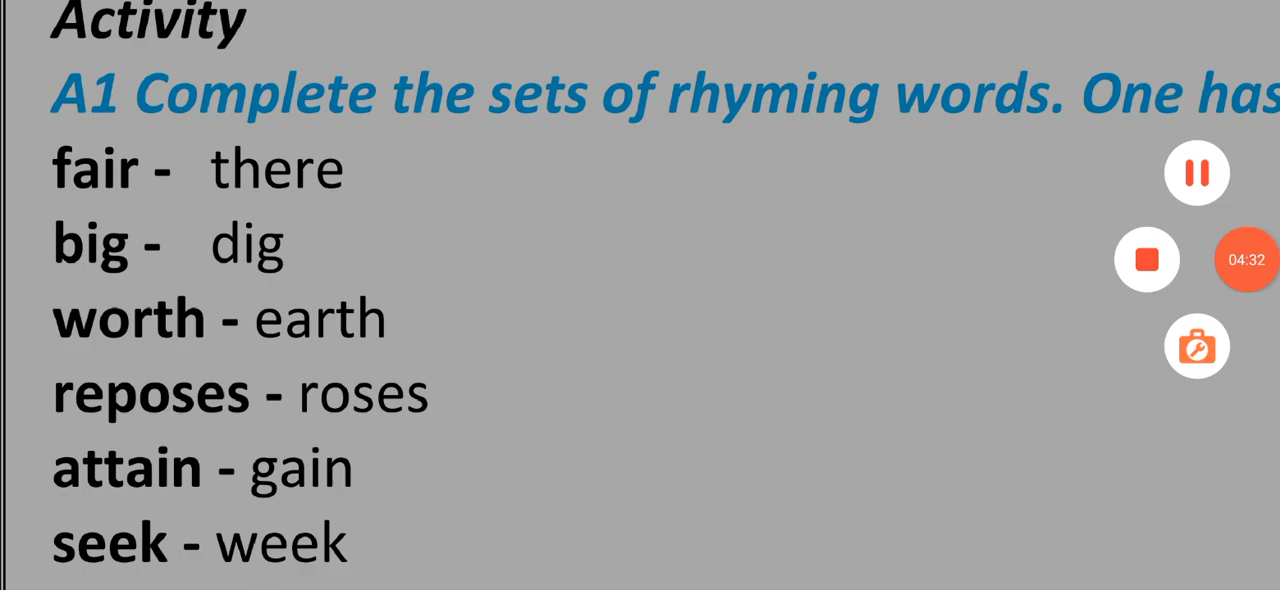 Activity
A1 Complete the sets of rhyming words. One has
fair - there
big - dig
worth - earth
reposes - roses
attain - gain
seek - week
04:32